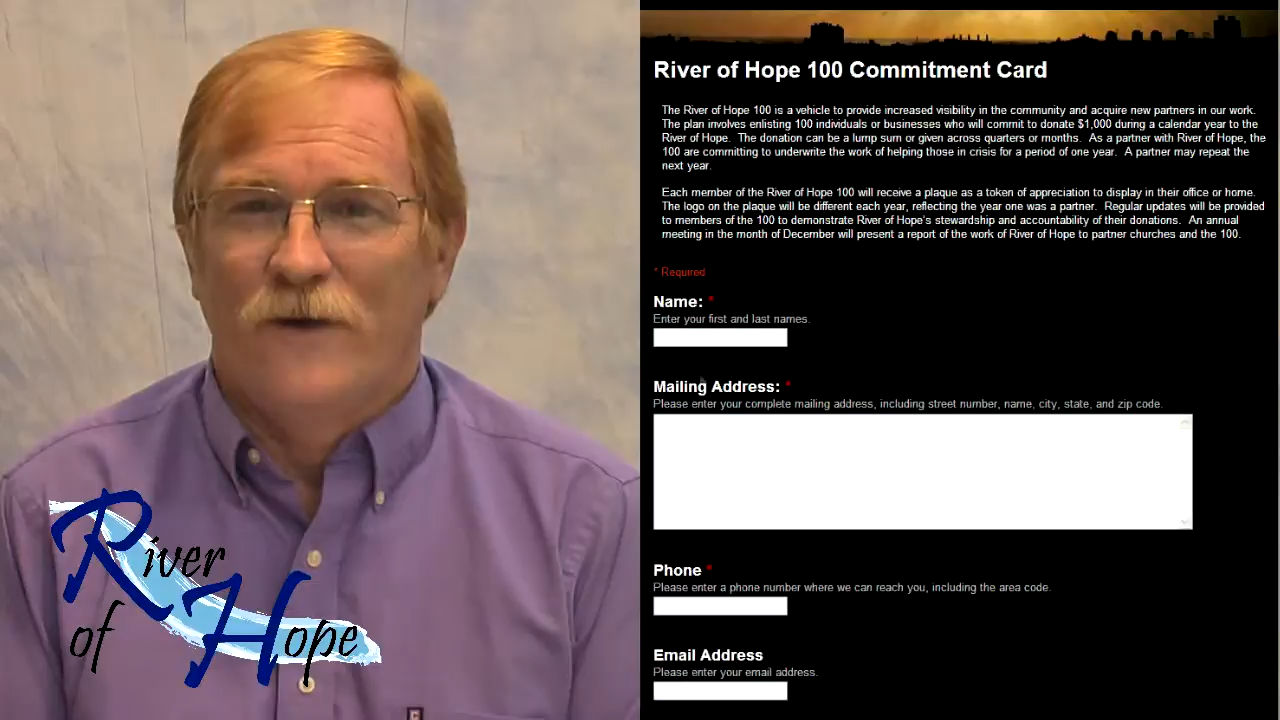 River
of Hope
River of Hope 100 Commitment Card
The River of Hope 100 is a vehicle to provide increased visibility in the community and acquire new partners in our work.
The plan involves enlisting 100 individuals or businesses who will commit to donate $1,000 during a calendar year to the
River of Hope. The donation can be a lump sum or given across quarters or months. As a partner with River of Hope, the
100 are committing to underwrite the work of helping those in crisis for a period of one year. A partner may repeat the
next year.
Each member of the River of Hope 100 will receive a plaque as a token of appreciation to display in their office or home.
The logo on the plaque will be different each year, reflecting the year one was a partner. Regular updates will be provided
to members of the 100 to demonstrate River of Hope's stewardship and accountability of their donations. An annual
meeting in the month of December will present a report of the work of River of Hope to partner churches and the 100.
* Required
Name: *
Enter your first and last names.
Mailing Address: *
Please enter your complete mailing address, including street number, name, city, state, and zip code.
Phone *
Please enter a phone number where we can reach you, including the area code.
Email Address
Please enter your email address.